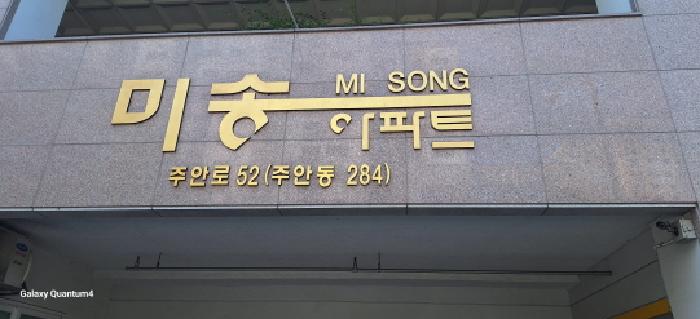 미송 MI SONG
아파트
주안로 52 (주안동 284)
Galaxy Quantum4